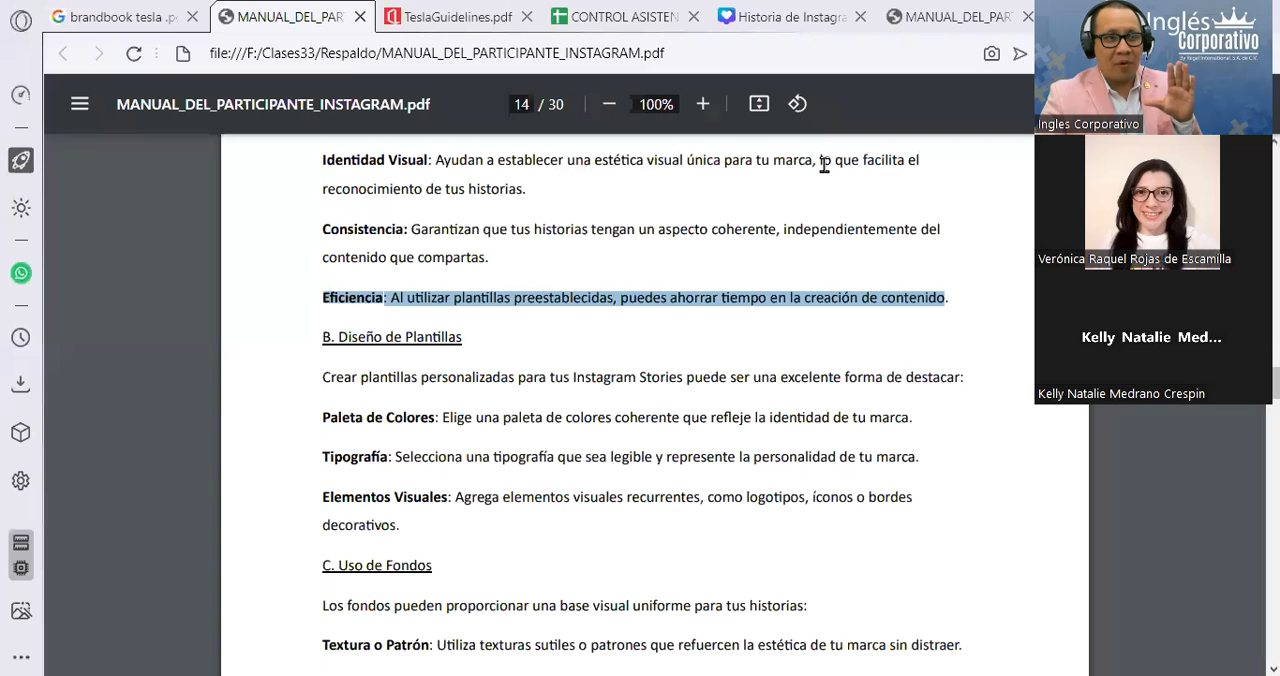 brandbook tesla .p
MANUAL_DEL_PAR
TeslaGuidelines.pdf
CONTROL ASISTEN
Historia de Instagra
MANUAL_DEL_PAR
file:///F:/Clases33/Respaldo/MANUAL_DEL_PARTICIPANTE_INSTAGRAM.pdf
MANUAL_DEL_PARTICIPANTE_INSTAGRAM.pdf
14 / 30
100%
Inglés
Corporativo
By Regel International, S.A. de C.V.
Ingles Corporativo
Verónica Raquel Rojas de Escamilla
Kelly Natalie Med...
Kelly Natalie Medrano Crespin
Identidad Visual: Ayudan a establecer una estética visual única para tu marca, lo que facilita el
reconocimiento de tus historias.
Consistencia: Garantizan que tus historias tengan un aspecto coherente, independientemente del
contenido que compartas.
Eficiencia: Al utilizar plantillas preestablecidas, puedes ahorrar tiempo en la creación de contenido.
B. Diseño de Plantillas
Crear plantillas personalizadas para tus Instagram Stories puede ser una excelente forma de destacar:
Paleta de Colores: Elige una paleta de colores coherente que refleje la identidad de tu marca.
Tipografía: Selecciona una tipografía que sea legible y represente la personalidad de tu marca.
Elementos Visuales: Agrega elementos visuales recurrentes, como logotipos, íconos o bordes
decorativos.
C. Uso de Fondos
Los fondos pueden proporcionar una base visual uniforme para tus historias:
Textura o Patrón: Utiliza texturas sutiles o patrones que refuercen la estética de tu marca sin distraer.